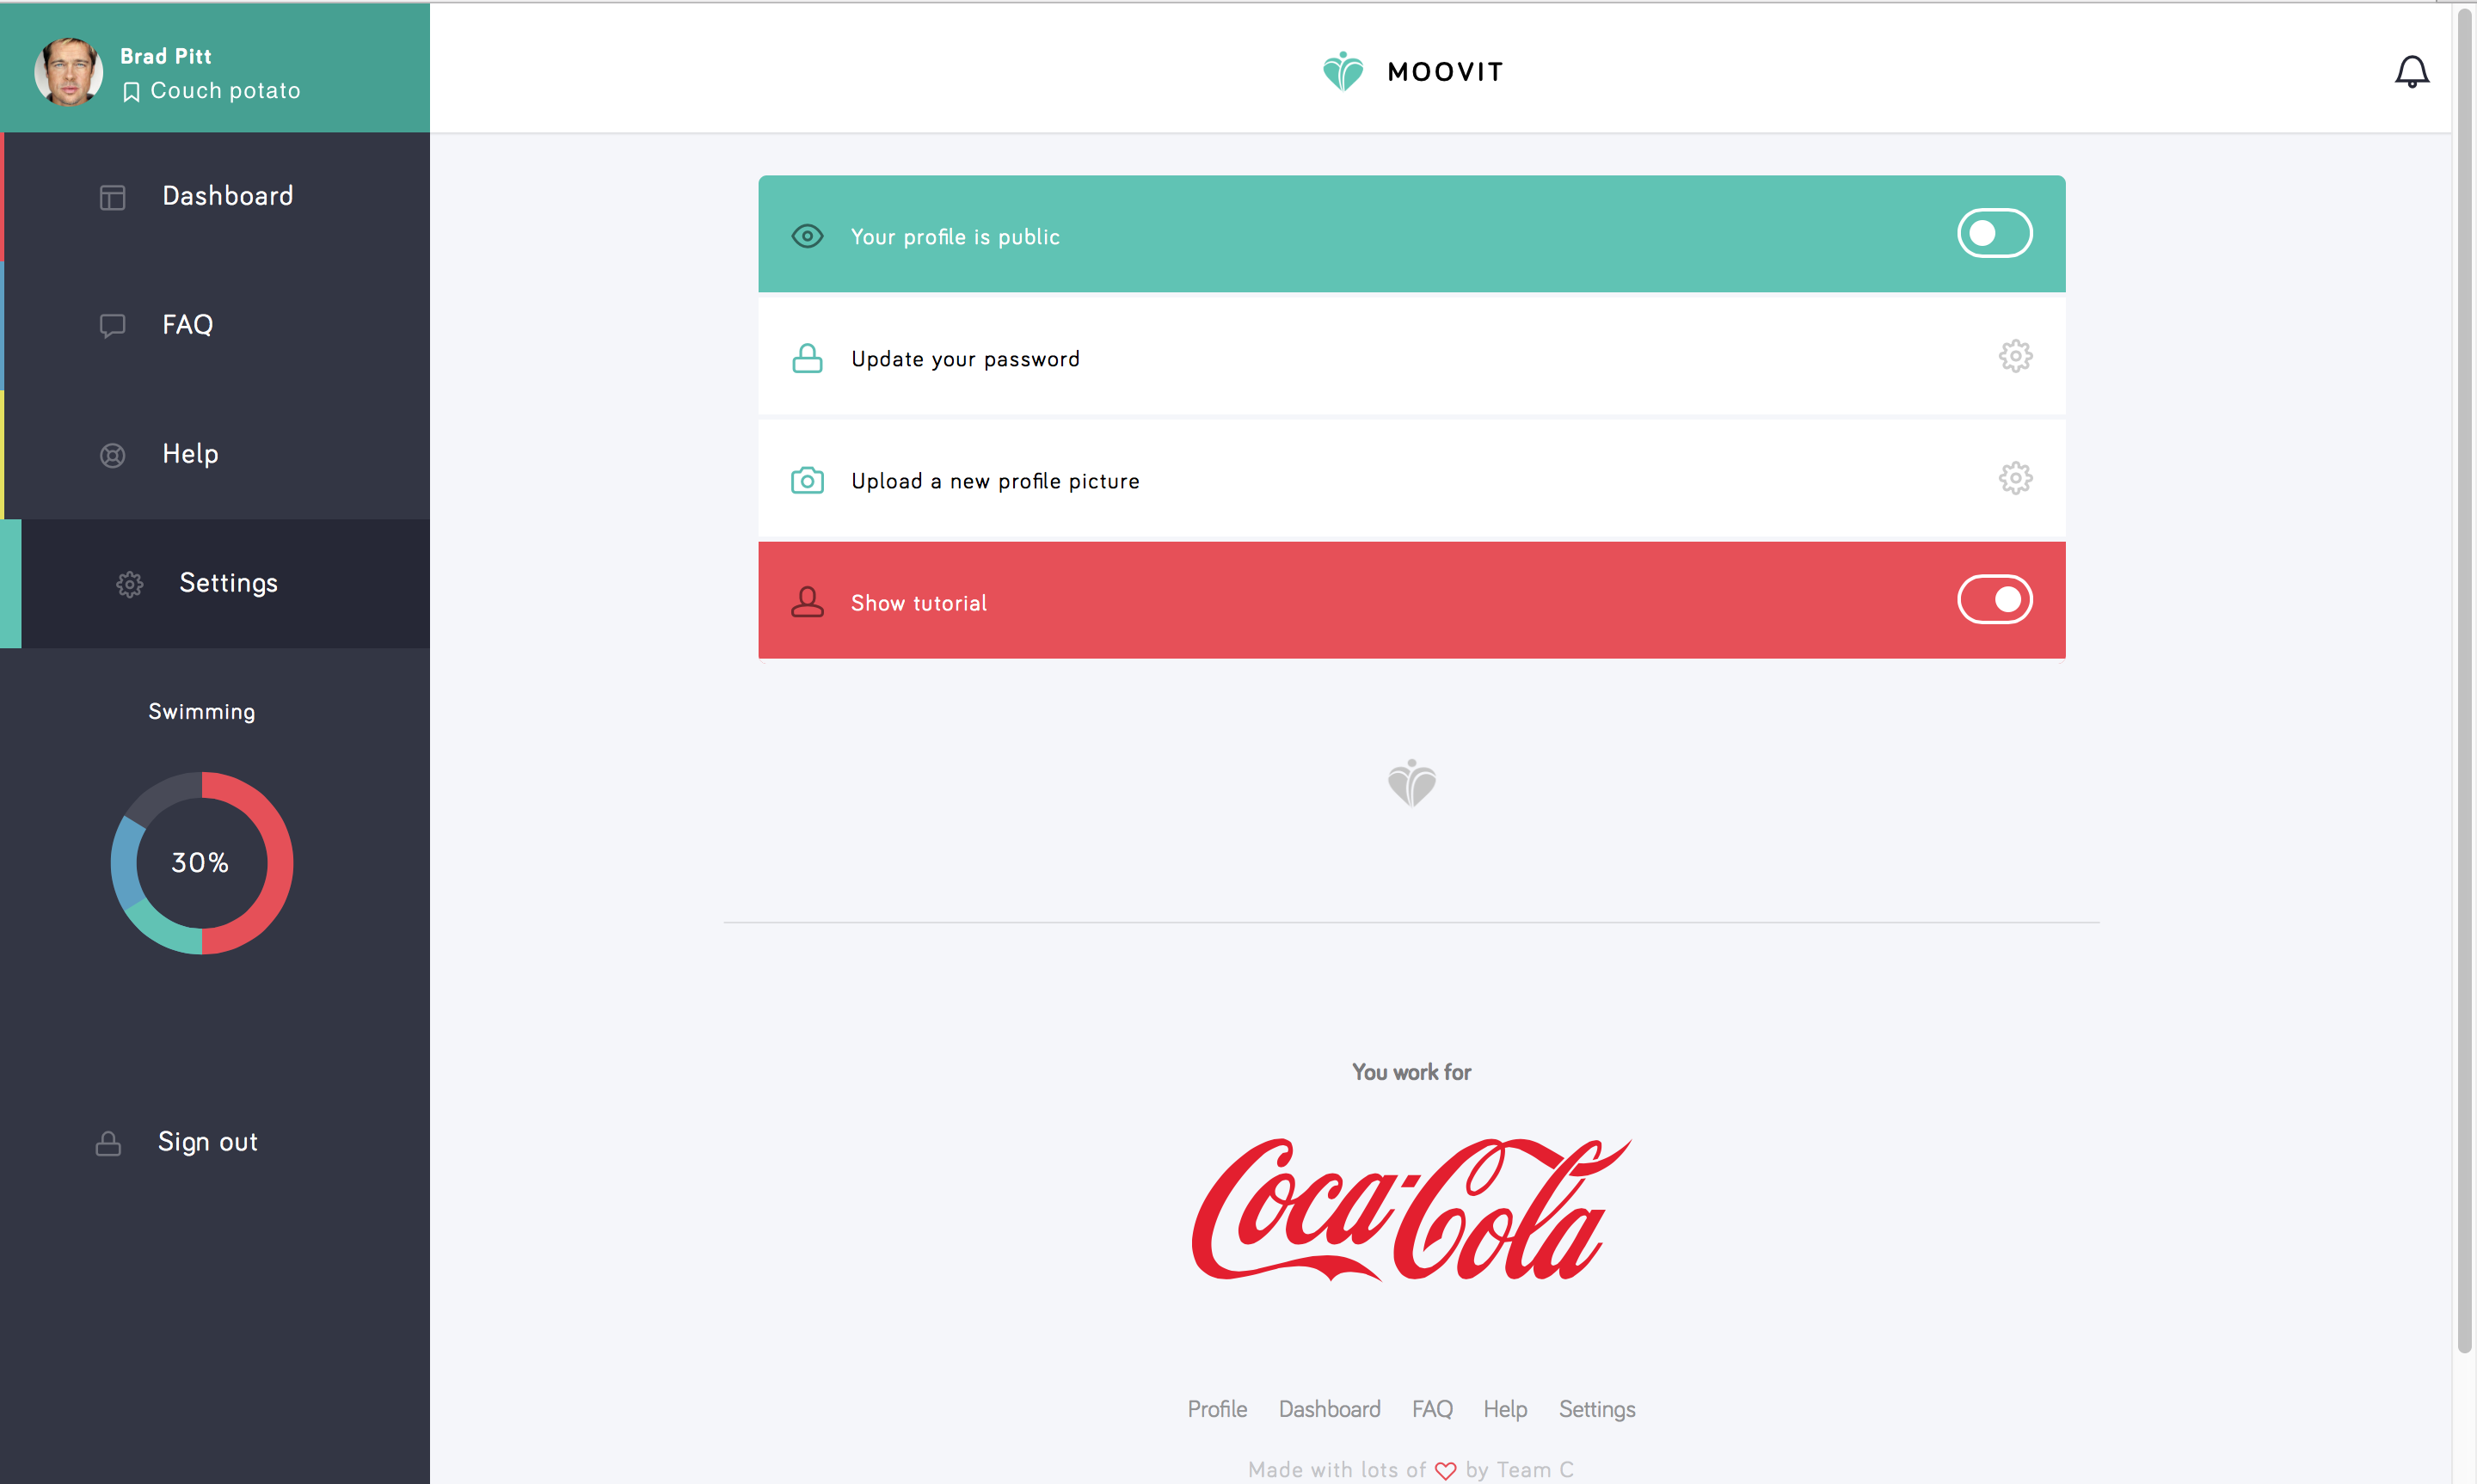 Brad Pitt
Couch potato
MOOVIT
Dashboard
FAQ
Help
Settings
Swimming
30%
Sign out
Your profile is public
Update your password
Upload a new profile picture
Show tutorial
You work for
Coca-Cola
Profile Dashboard FAQ Help Settings
Made with lots of by Team C